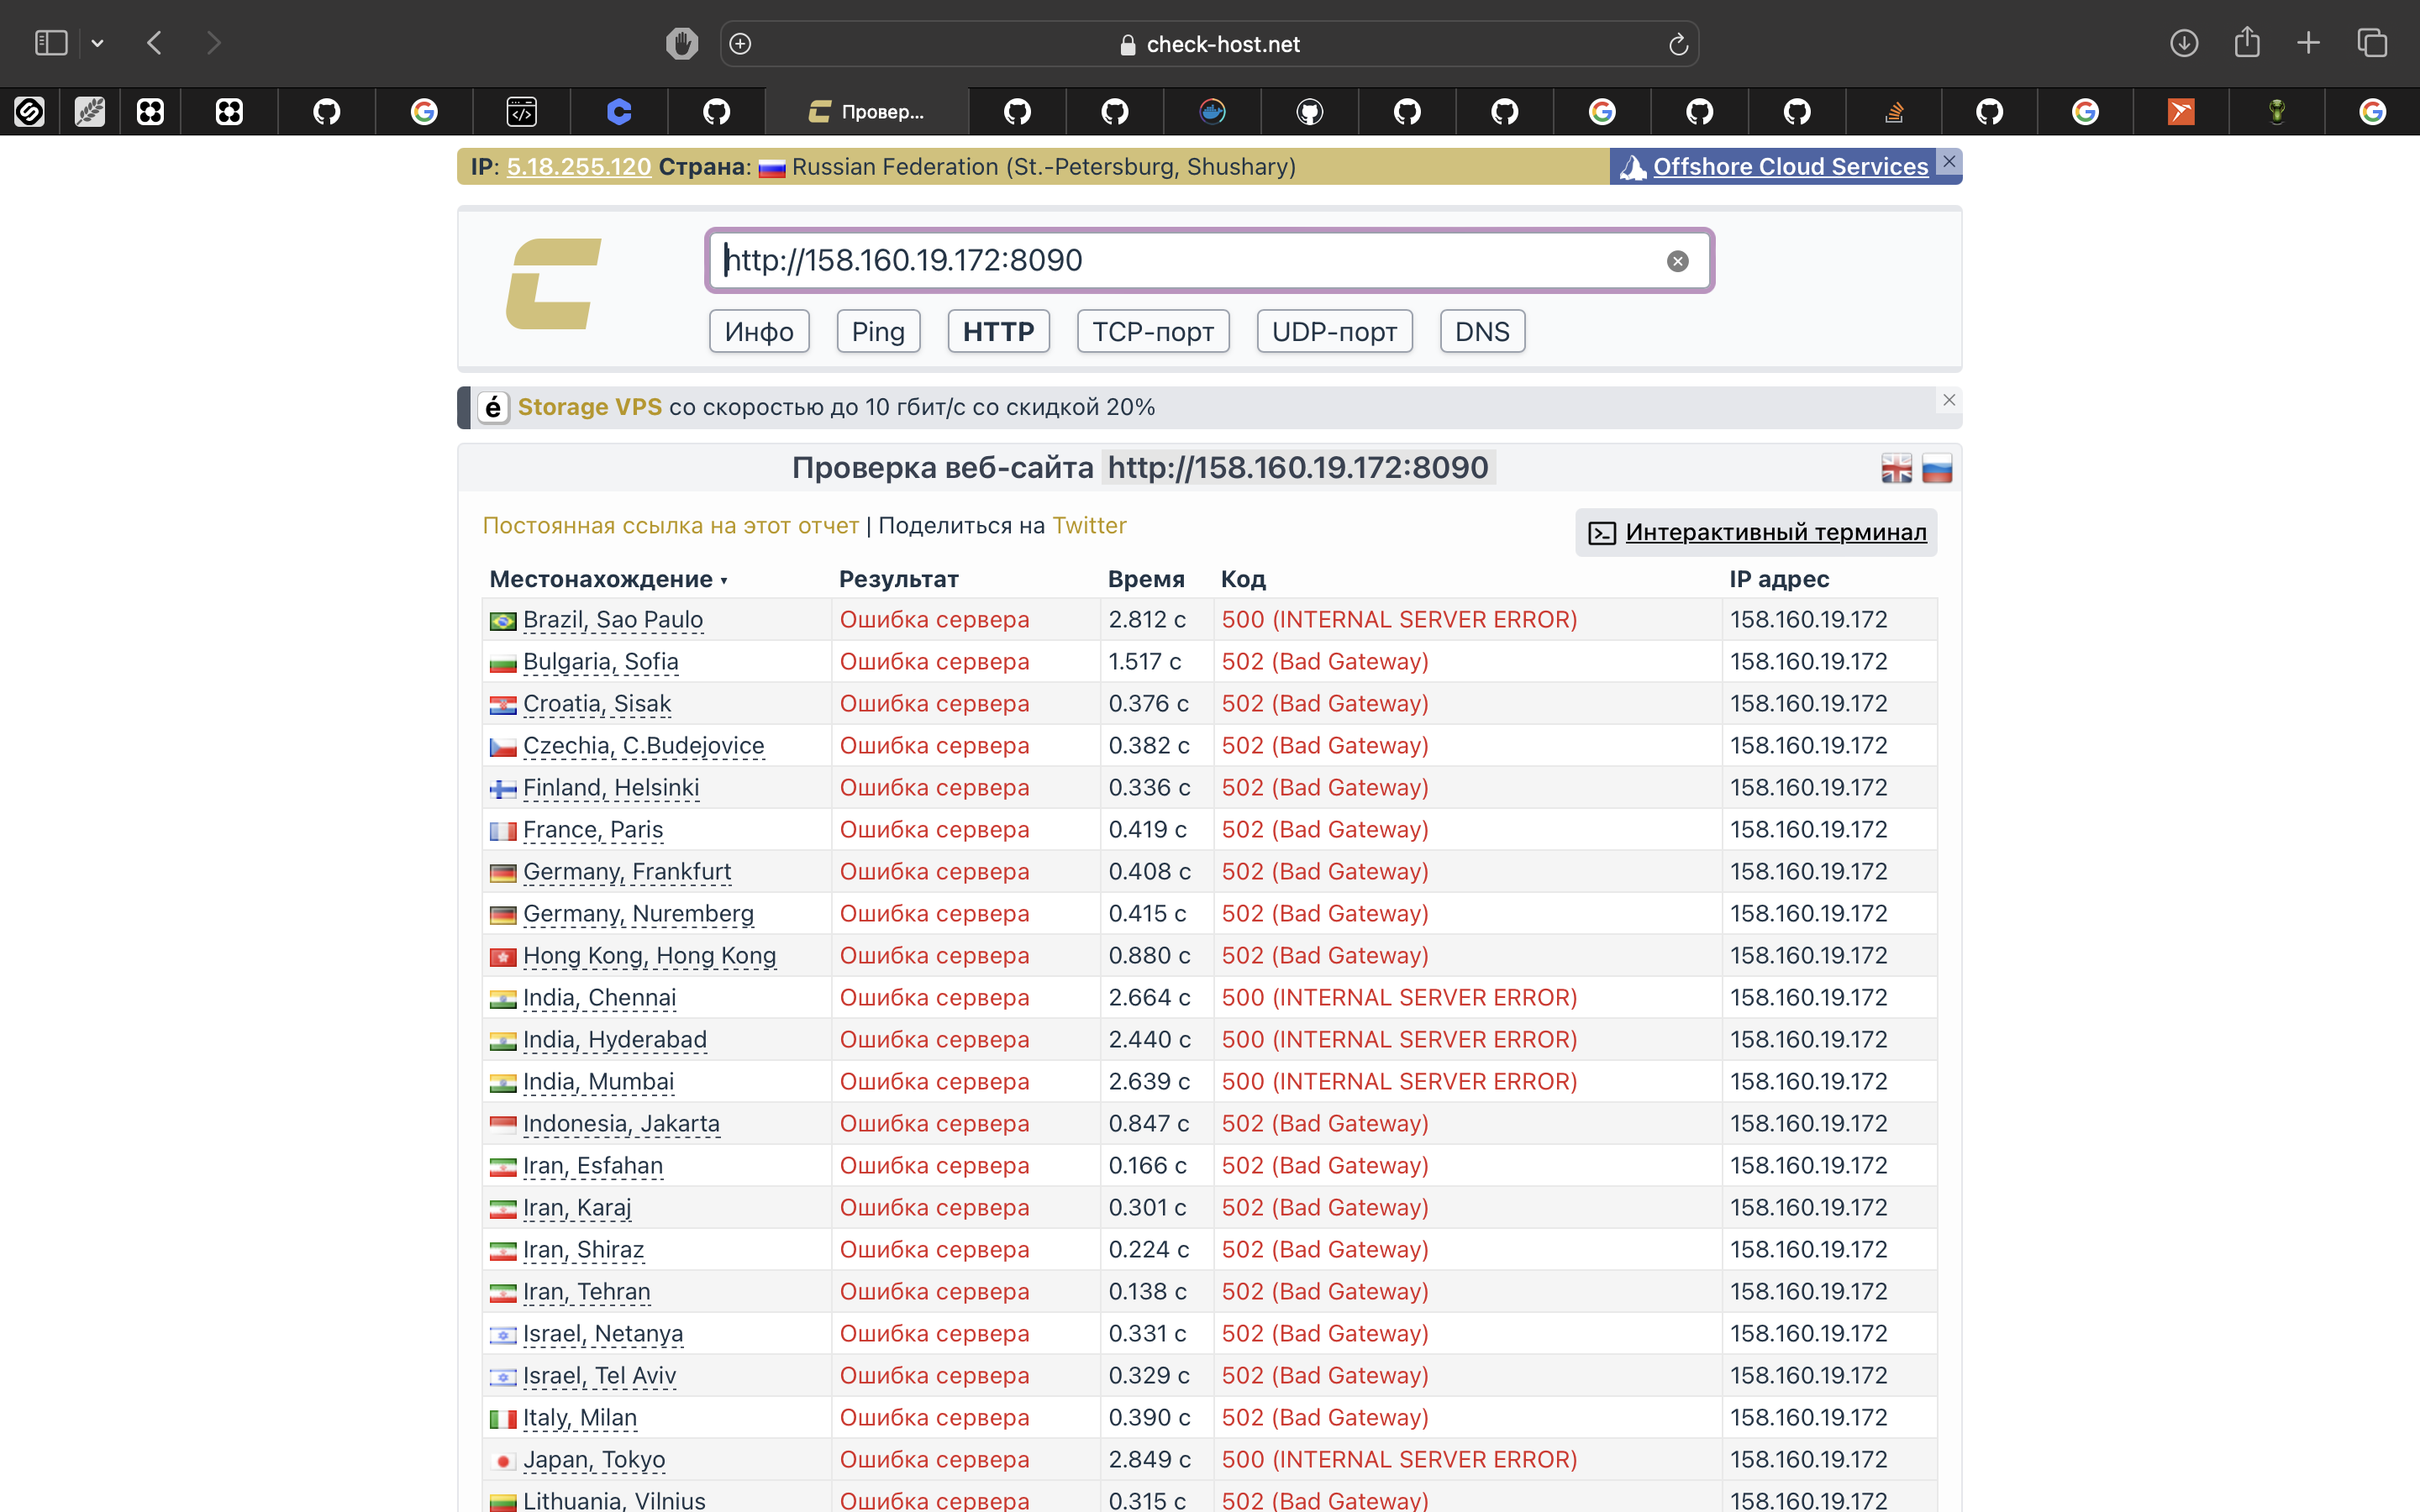 check-host.net
Провер...
IP: 5.18.255.120 Страна: Russian Federation (St.-Petersburg, Shushary)
Offshore Cloud Services
http://158.160.19.172:8090
Инфо Ping HTTP TCP-порт UDP-порт DNS
é Storage VPS со скоростью до 10 гбит/с со скидкой 20%
Проверка веб-сайта http://158.160.19.172:8090
Постоянная ссылка на этот отчет | Поделиться на Twitter
Интерактивный терминал
Местонахождение Результат Время Код IP адрес
Brazil, Sao Paulo Ошибка сервера 2.812 с 500 (INTERNAL SERVER ERROR) 158.160.19.172
Bulgaria, Sofia Ошибка сервера 1.517 с 502 (Bad Gateway) 158.160.19.172
Croatia, Sisak Ошибка сервера 0.376 с 502 (Bad Gateway) 158.160.19.172
Czechia, C.Budejovice Ошибка сервера 0.382 с 502 (Bad Gateway) 158.160.19.172
Finland, Helsinki Ошибка сервера 0.336 с 502 (Bad Gateway) 158.160.19.172
France, Paris Ошибка сервера 0.419 с 502 (Bad Gateway) 158.160.19.172
Germany, Frankfurt Ошибка сервера 0.408 с 502 (Bad Gateway) 158.160.19.172
Germany, Nuremberg Ошибка сервера 0.415 с 502 (Bad Gateway) 158.160.19.172
Hong Kong, Hong Kong Ошибка сервера 0.880 с 502 (Bad Gateway) 158.160.19.172
India, Chennai Ошибка сервера 2.664 с 500 (INTERNAL SERVER ERROR) 158.160.19.172
India, Hyderabad Ошибка сервера 2.440 с 500 (INTERNAL SERVER ERROR) 158.160.19.172
India, Mumbai Ошибка сервера 2.639 с 500 (INTERNAL SERVER ERROR) 158.160.19.172
Indonesia, Jakarta Ошибка сервера 0.847 с 502 (Bad Gateway) 158.160.19.172
Iran, Esfahan Ошибка сервера 0.166 с 502 (Bad Gateway) 158.160.19.172
Iran, Karaj Ошибка сервера 0.301 с 502 (Bad Gateway) 158.160.19.172
Iran, Shiraz Ошибка сервера 0.224 с 502 (Bad Gateway) 158.160.19.172
Iran, Tehran Ошибка сервера 0.138 с 502 (Bad Gateway) 158.160.19.172
Israel, Netanya Ошибка сервера 0.331 с 502 (Bad Gateway) 158.160.19.172
Israel, Tel Aviv Ошибка сервера 0.329 с 502 (Bad Gateway) 158.160.19.172
Italy, Milan Ошибка сервера 0.390 с 502 (Bad Gateway) 158.160.19.172
Japan, Tokyo Ошибка сервера 2.849 с 500 (INTERNAL SERVER ERROR) 158.160.19.172
Lithuania, Vilnius Ошибка сервера 0.315 с 502 (Bad Gateway) 158.160.19.172